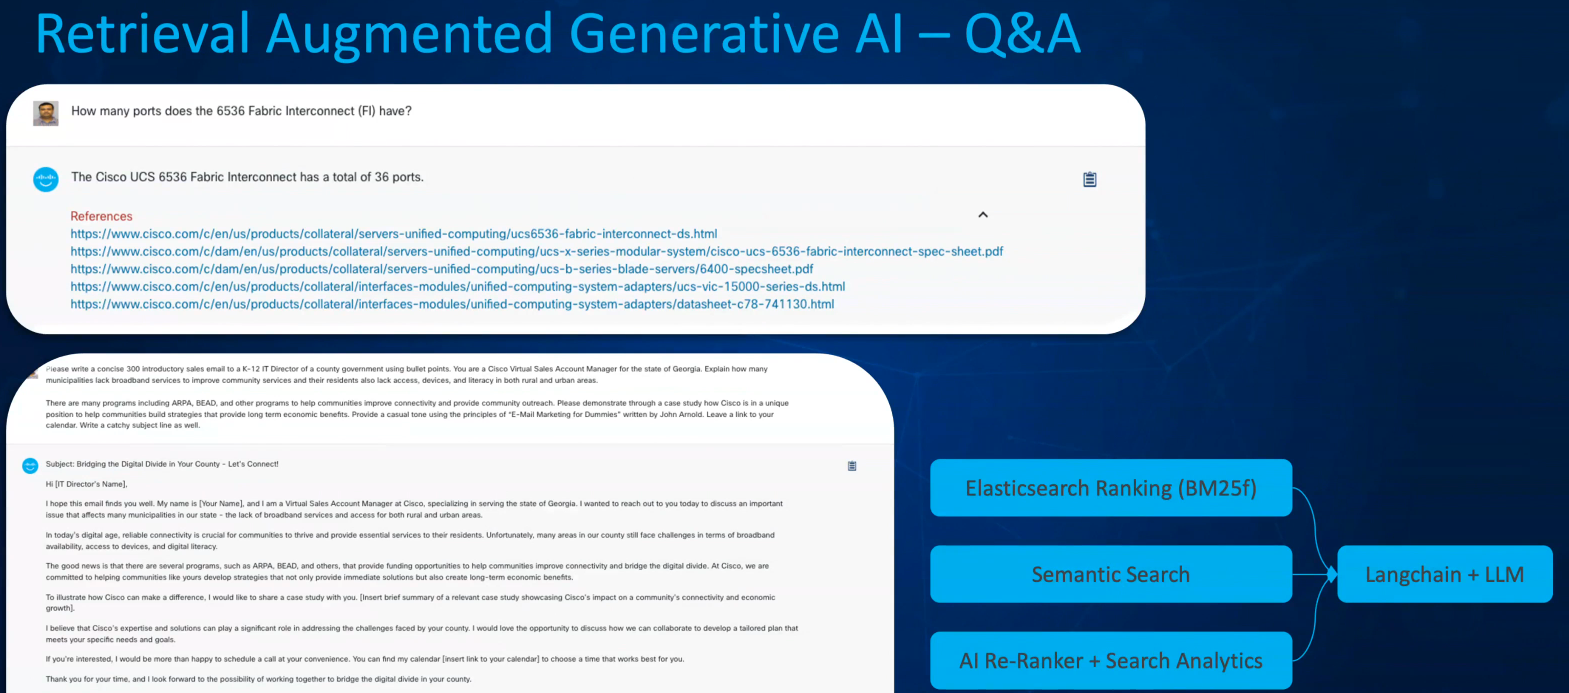 Retrieval Augmented Generative AI – Q&A
How many ports does the 6536 Fabric Interconnect (FI) have?
The Cisco UCS 6536 Fabric Interconnect has a total of 36 ports.
References
https://www.cisco.com/c/en/us/products/collateral/servers-unified-computing/ucs6536-fabric-interconnect-ds.html
https://www.cisco.com/c/dam/en/us/products/collateral/servers-unified-computing/ucs-x-series-modular-system/cisco-ucs-6536-fabric-interconnect-spec-sheet.pdf
https://www.cisco.com/c/dam/en/us/products/collateral/servers-unified-computing/ucs-b-series-blade-servers/6400-specsheet.pdf
https://www.cisco.com/c/en/us/products/collateral/interfaces-modules/unified-computing-system-adapters/ucs-vic-15000-series-ds.html
https://www.cisco.com/c/en/us/products/collateral/interfaces-modules/unified-computing-system-adapters/datasheet-c78-741130.html
Please write a concise 300 introductory sales email to a K-12 IT Director of a county government using bullet points. You are a Cisco Virtual Sales Account Manager for the state of Georgia. Explain how many
municipalities lack broadband services to improve community services and their residents also lack access, devices, and literacy in both rural and urban areas.
There are many programs including ARPA, BEAD, and other programs to help communities improve connectivity and provide community outreach. Please demonstrate through a case study how Cisco is in a unique
position to help communities build strategies that provide long term economic benefits. Provide a casual tone using the principles of "E-Mail Marketing for Dummies" written by John Arnold. Leave a link to your
calendar. Write a catchy subject line as well.
Subject: Bridging the Digital Divide in Your County - Let's Connect!
Hi [IT Director's Name],
I hope this email finds you well. My name is [Your Name], and I am a Virtual Sales Account Manager at Cisco, specializing in serving the state of Georgia. I wanted to reach out to you today to discuss an important
issue that affects many municipalities in our state - the lack of broadband services and access for both rural and urban areas.
In today's digital age, reliable connectivity is crucial for communities to thrive and provide essential services to their residents. Unfortunately, many areas in our county still face challenges in terms of broadband
availability, access to devices, and digital literacy.
The good news is that there are several programs, such as ARPA, BEAD, and others, that provide funding opportunities to help communities improve connectivity and bridge the digital divide. At Cisco, we are
committed to helping communities like yours develop strategies that not only provide immediate solutions but also create long-term economic benefits.
To illustrate how Cisco can make a difference, I would like to share a case study with you. [Insert brief summary of a relevant case study showcasing Cisco's impact on a community's connectivity and economic
growth].
I believe that Cisco's expertise and solutions can play a significant role in addressing the challenges faced by your county. I would love the opportunity to discuss how we can collaborate to develop a tailored plan that
meets your specific needs and goals.
If you're interested, I would be more than happy to schedule a call at your convenience. You can find my calendar [insert link to your calendar] to choose a time that works best for you.
Thank you for your time, and I look forward to the possibility of working together to bridge the digital divide in your county.
Elasticsearch Ranking (BM25f)
Semantic Search
AI Re-Ranker + Search Analytics
Langchain + LLM